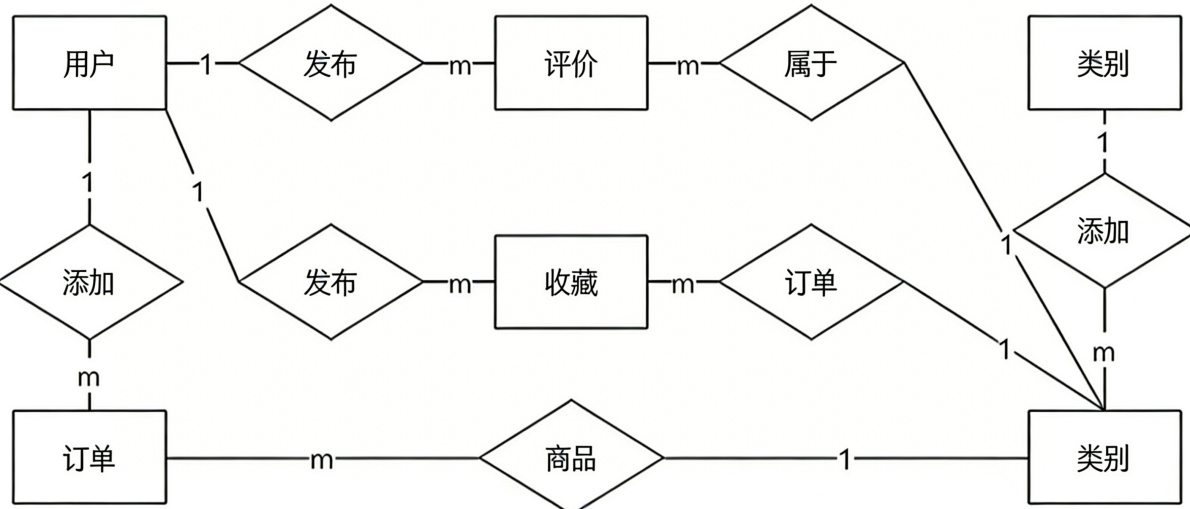 用户 1 发布 m 评价 m 属于 类别
1
1 1
添加 1
添加 发布 m 收藏 m 订单
m 1 m
订单 m 商品 1 类别